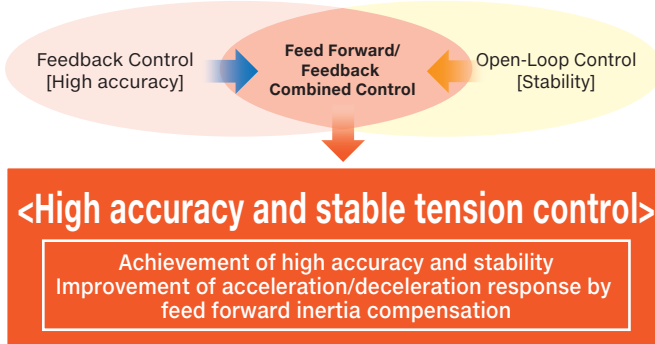 Feedback Control
[High accuracy]
Feed Forward/
Feedback
Combined Control
Open-Loop Control
[Stability]
<High accuracy and stable tension control>
Achievement of high accuracy and stability
Improvement of acceleration/deceleration response by
feed forward inertia compensation